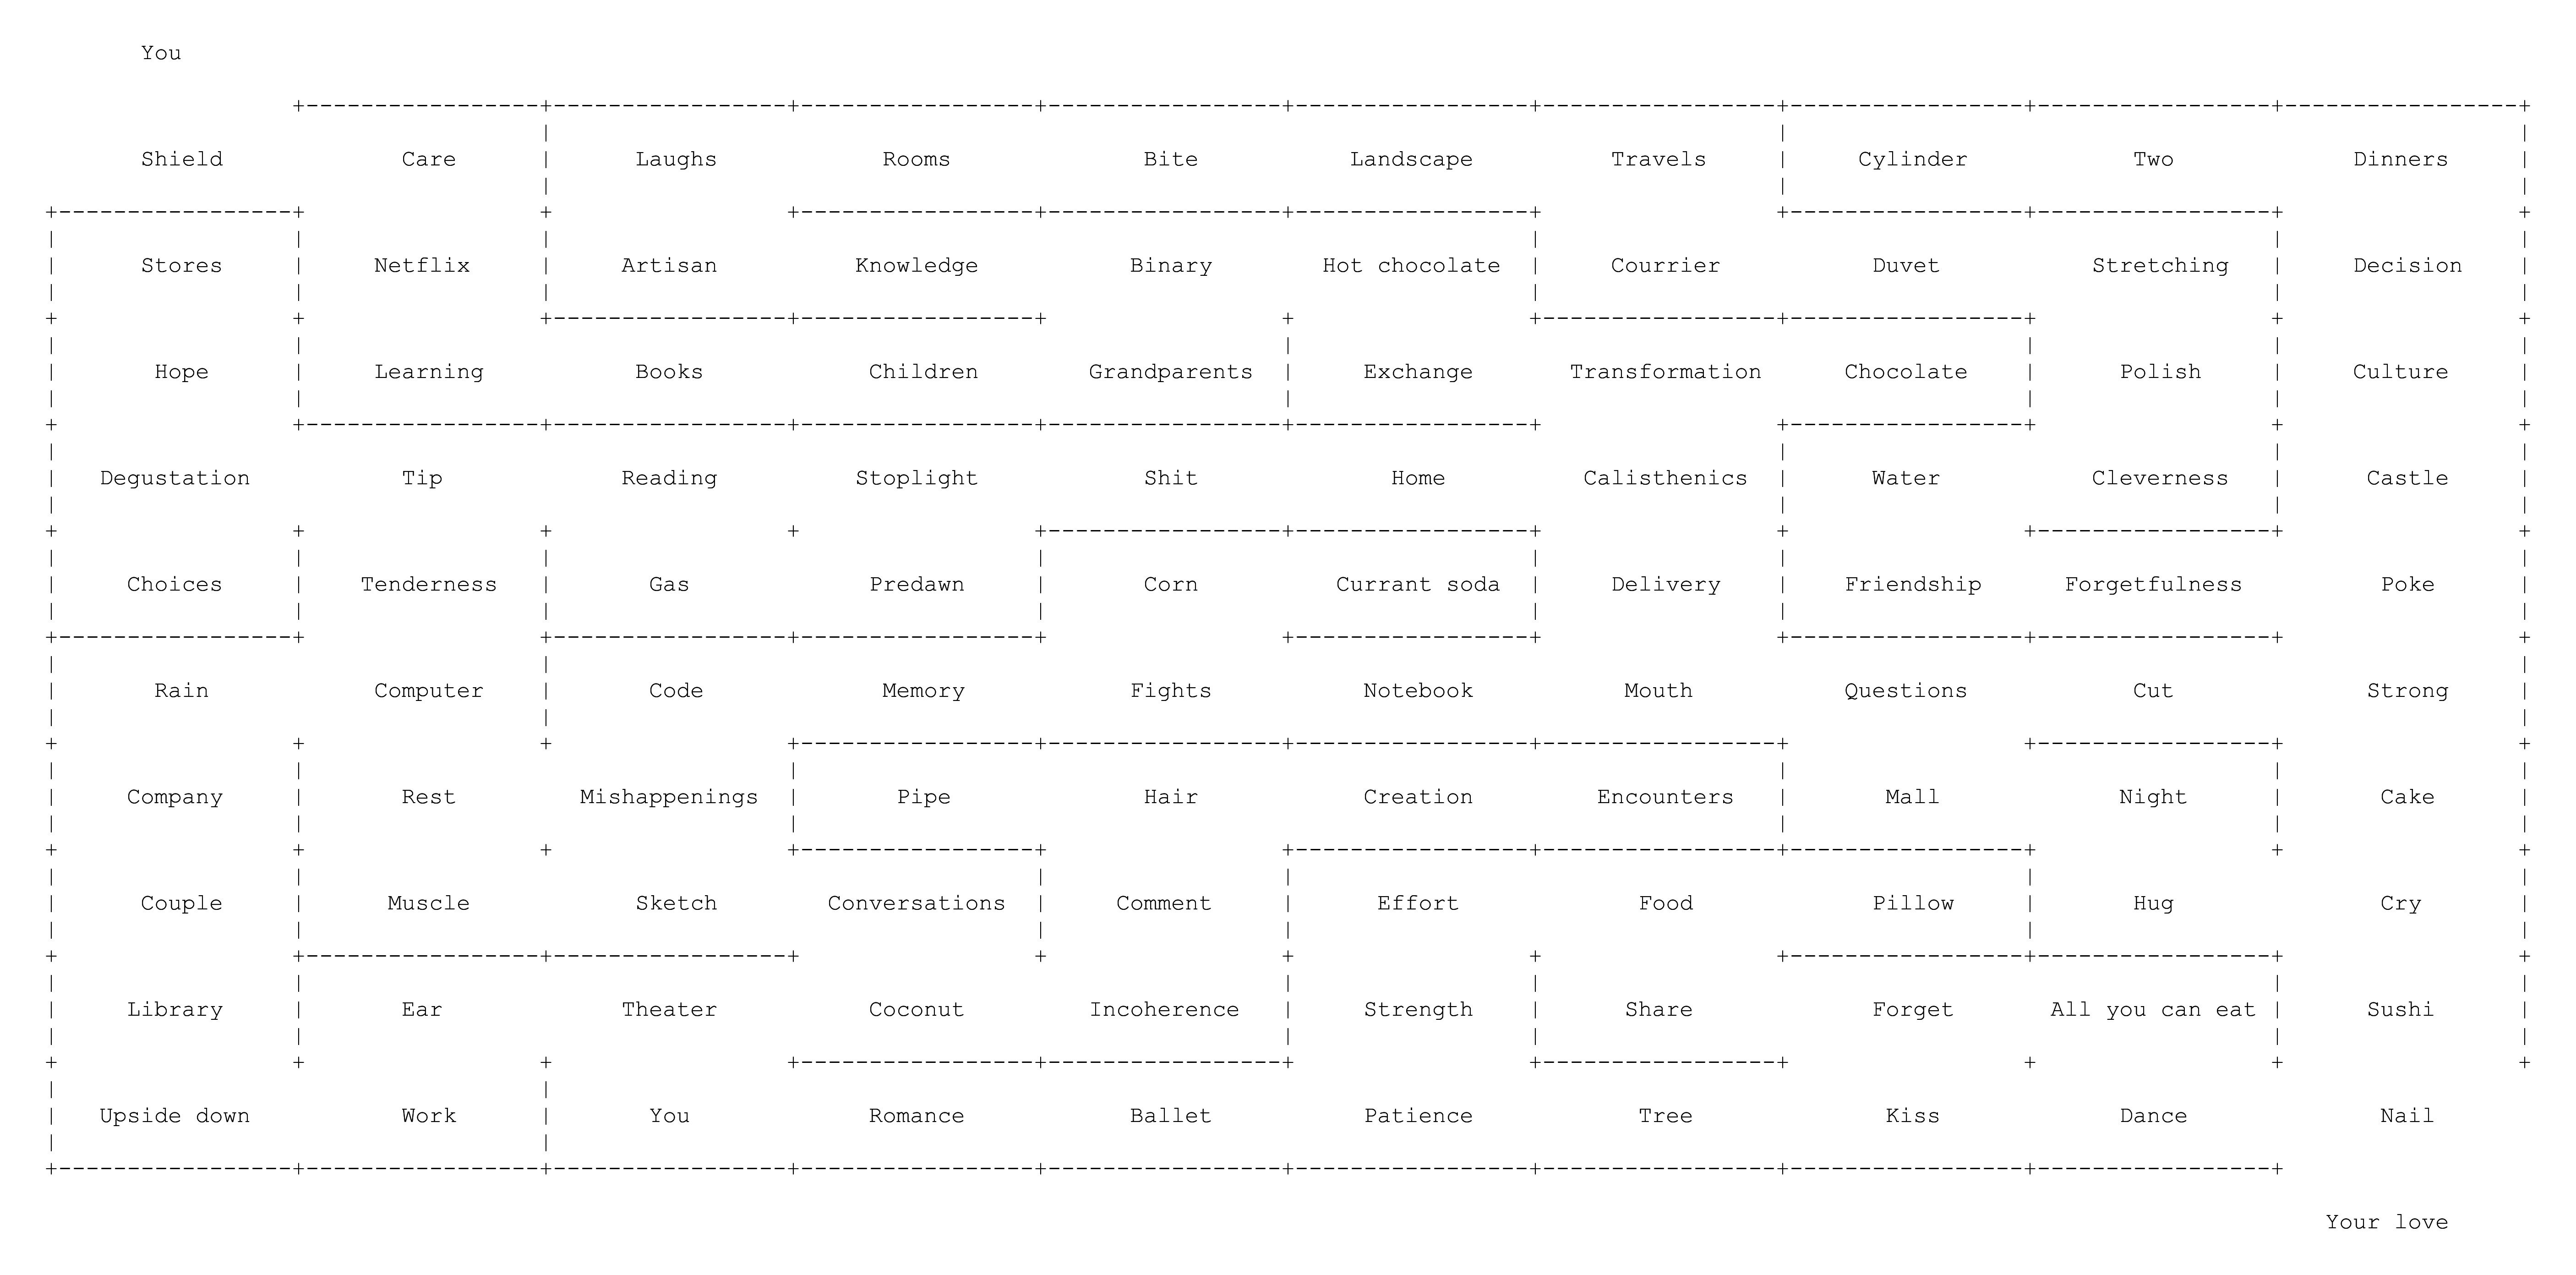 You
Shield Care Laughs Rooms Bite Landscape Travels Cylinder Two Dinners
Stores Netflix Artisan Knowledge Binary Hot chocolate Courrier Duvet Stretching Decision
Hope Learning Books Children Grandparents Exchange Transformation Chocolate Polish Culture
Degustation Tip Reading Stoplight Shit Home Calisthenics Water Cleverness Castle
Choices Tenderness Gas Predawn Corn Currant soda Delivery Friendship Forgetfulness Poke
Rain Computer Code Memory Fights Notebook Mouth Questions Cut Strong
Company Rest Mishappenings Pipe Hair Creation Encounters Mall Night Cake
Couple Muscle Sketch Conversations Comment Effort Food Pillow Hug Cry
Library Ear Theater Coconut Incoherence Strength Share Forget All you can eat Sushi
Upside down Work You Romance Ballet Patience Tree Kiss Dance Nail
Your love